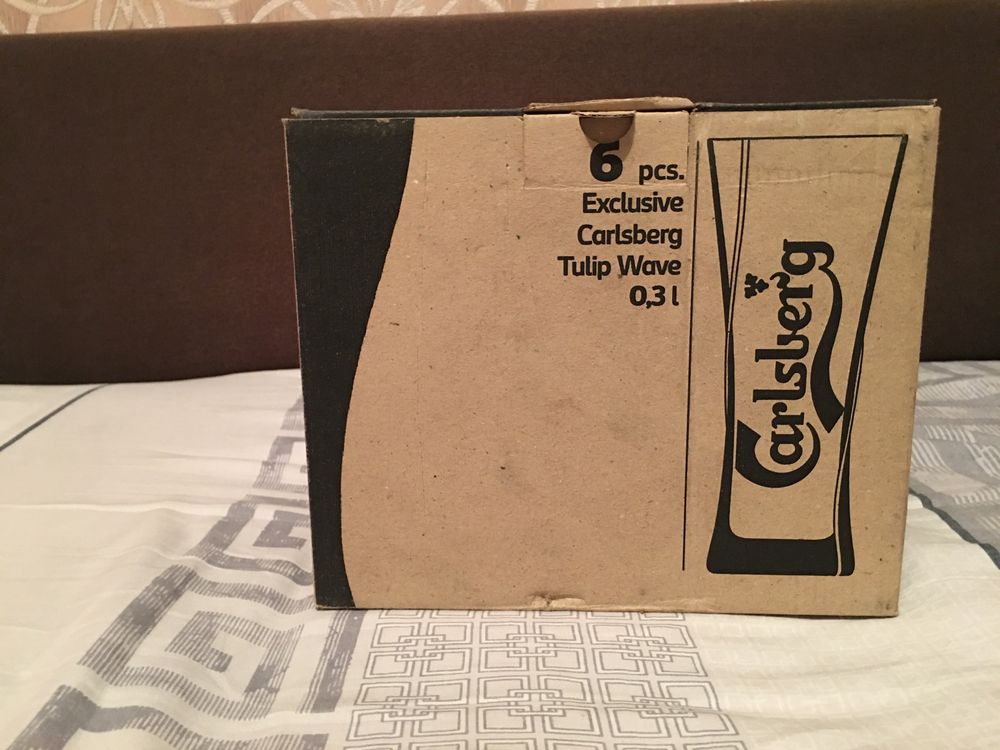 6 pcs.
Exclusive
Carlsberg
Tulip Wave
0,3 l
Carlsberg